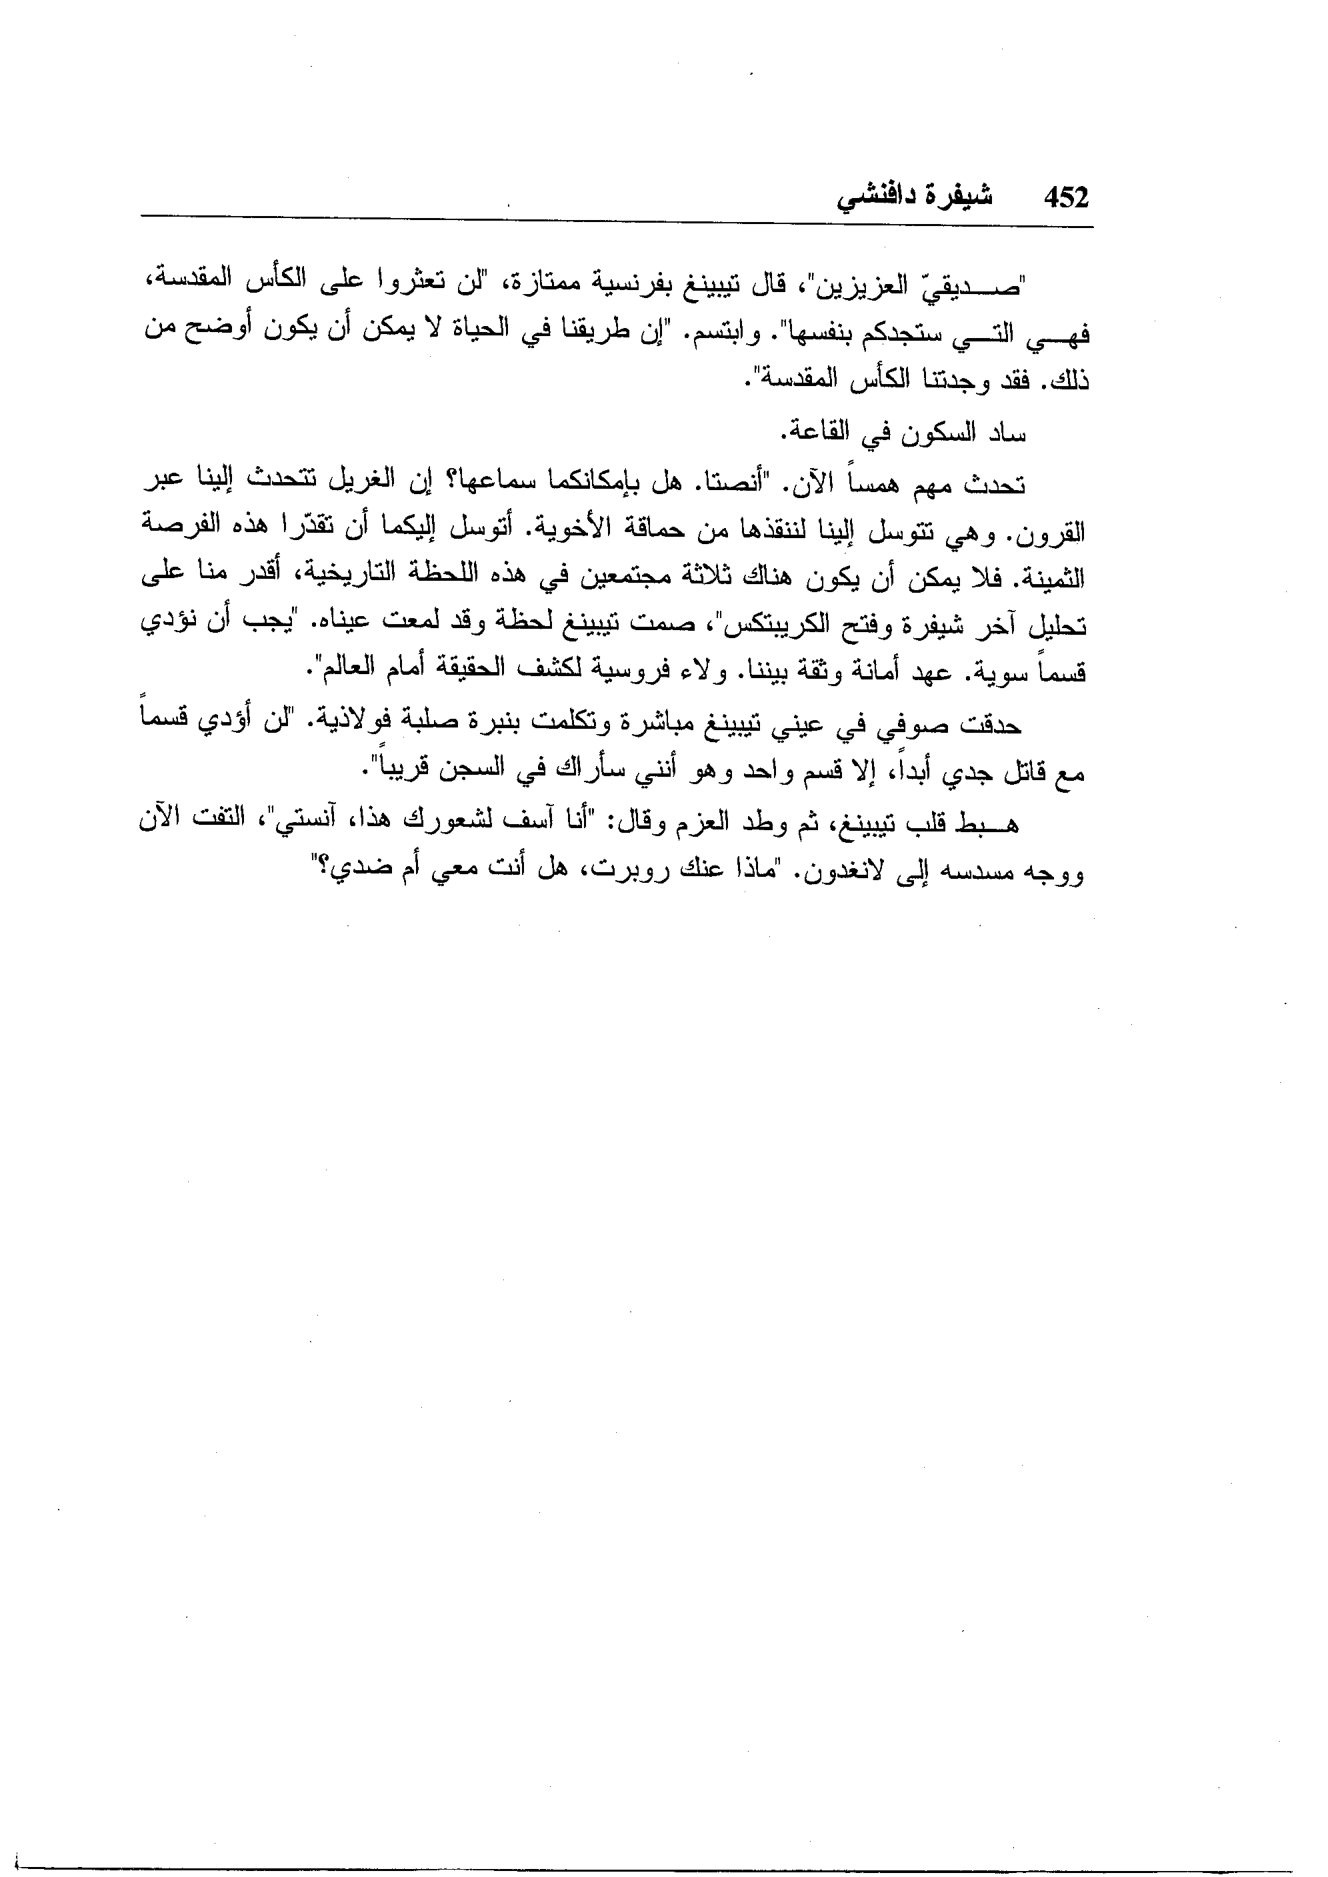 452 شيفرة دافنشي
"صديقيّ العزيزين"، قال تيبينغ بفرنسية ممتازة، "لن تعثروا على الكأس المقدسة،
فهي التي ستجدكم بنفسها". وابتسم. "إن طريقنا في الحياة لا يمكن أن يكون أوضح من
ذلك. فقد وجدتنا الكأس المقدسة".
ساد السكون في القاعة.
تحدث مهم همساً الآن. "أنصتا. هل بإمكانكما سماعها؟ إن الغريل تتحدث إلينا عبر
القرون. وهي تتوسل إلينا لننقذها من حماقة الأخوية. أتوسل إليكما أن تقدّرا هذه الفرصة
الثمينة. فلا يمكن أن يكون هناك ثلاثة مجتمعين في هذه اللحظة التاريخية، أقدر منا على
تحليل آخر شيفرة وفتح الكريبتكس"، صمت تيبينغ لحظة وقد لمعت عيناه. "يجب أن نؤدي
قسماً سوية. عهد أمانة وثقة بيننا. ولاء فروسية لكشف الحقيقة أمام العالم".
حدقت صوفي في عيني تيبينغ مباشرة وتكلمت بنبرة صلبة فولاذية. "لن أؤدي قسماً
مع قاتل جدي أبداً، إلا قسم واحد وهو أنني سأراك في السجن قريباً".
هبط قلب تيبينغ، ثم وطد العزم وقال: "أنا آسف لشعورك هذا، آنستي"، التفت الآن
ووجه مسدسه إلى لانغدون. "ماذا عنك روبرت، هل أنت معي أم ضدي؟"